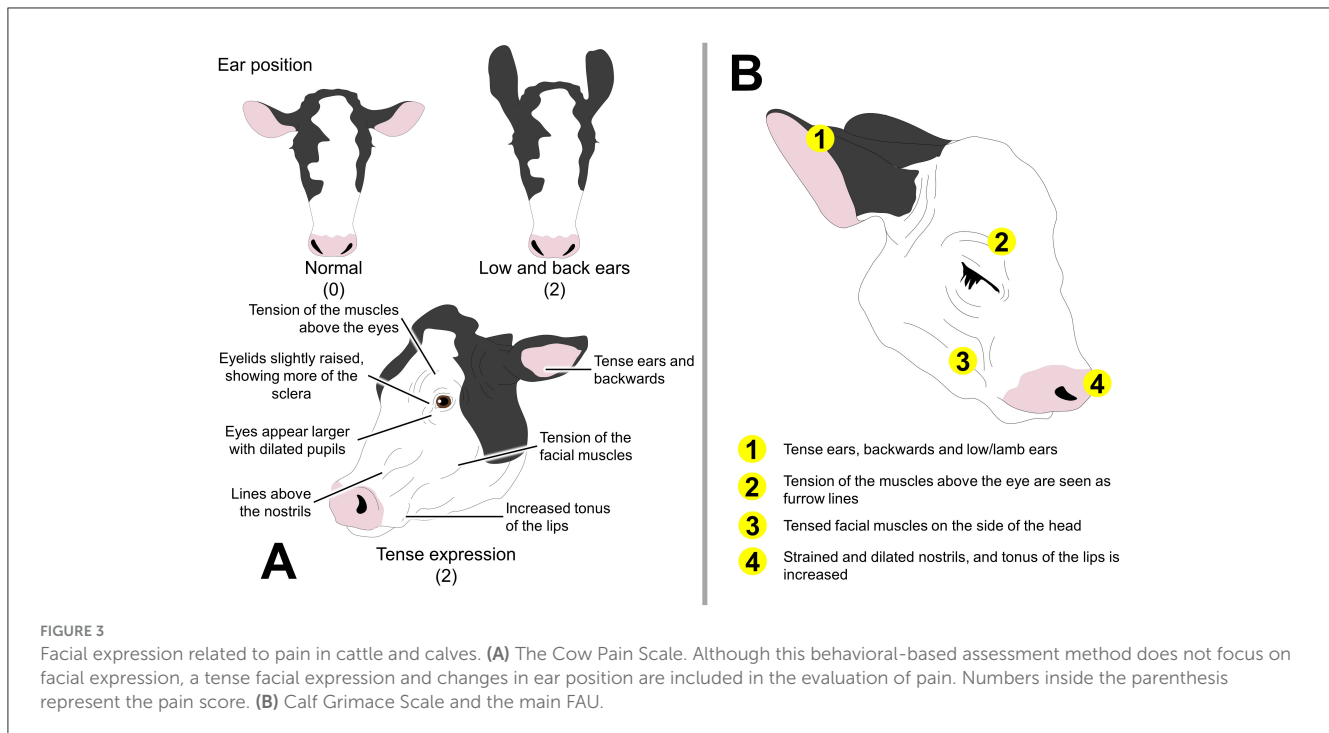 Ear position
Normal
(0)
Low and back ears
(2)
Tension of the muscles
above the eyes
Eyelids slightly raised,
showing more of the
sclera
Eyes appear larger
with dilated pupils
Lines above
the nostrils
Tense ears and
backwards
Tension of the
facial muscles
Increased tonus
of the lips
Tense expression
(2)
A
B
1
2
3
4
1 Tense ears, backwards and low/lamb ears
2 Tension of the muscles above the eye are seen as
furrow lines
3 Tensed facial muscles on the side of the head
4 Strained and dilated nostrils, and tonus of the lips is
increased
FIGURE 3
Facial expression related to pain in cattle and calves. (A) The Cow Pain Scale. Although this behavioral-based assessment method does not focus on
facial expression, a tense facial expression and changes in ear position are included in the evaluation of pain. Numbers inside the parenthesis
represent the pain score. (B) Calf Grimace Scale and the main FAU.